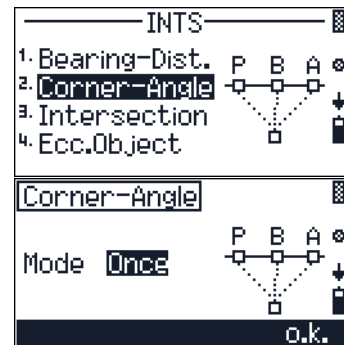 INTS
1. Bearing-Dist.
2. Corner-Angle
3. Intersection
4. Ecc.Object
P B A
Corner-Angle
Mode Once
P B A
o.k.